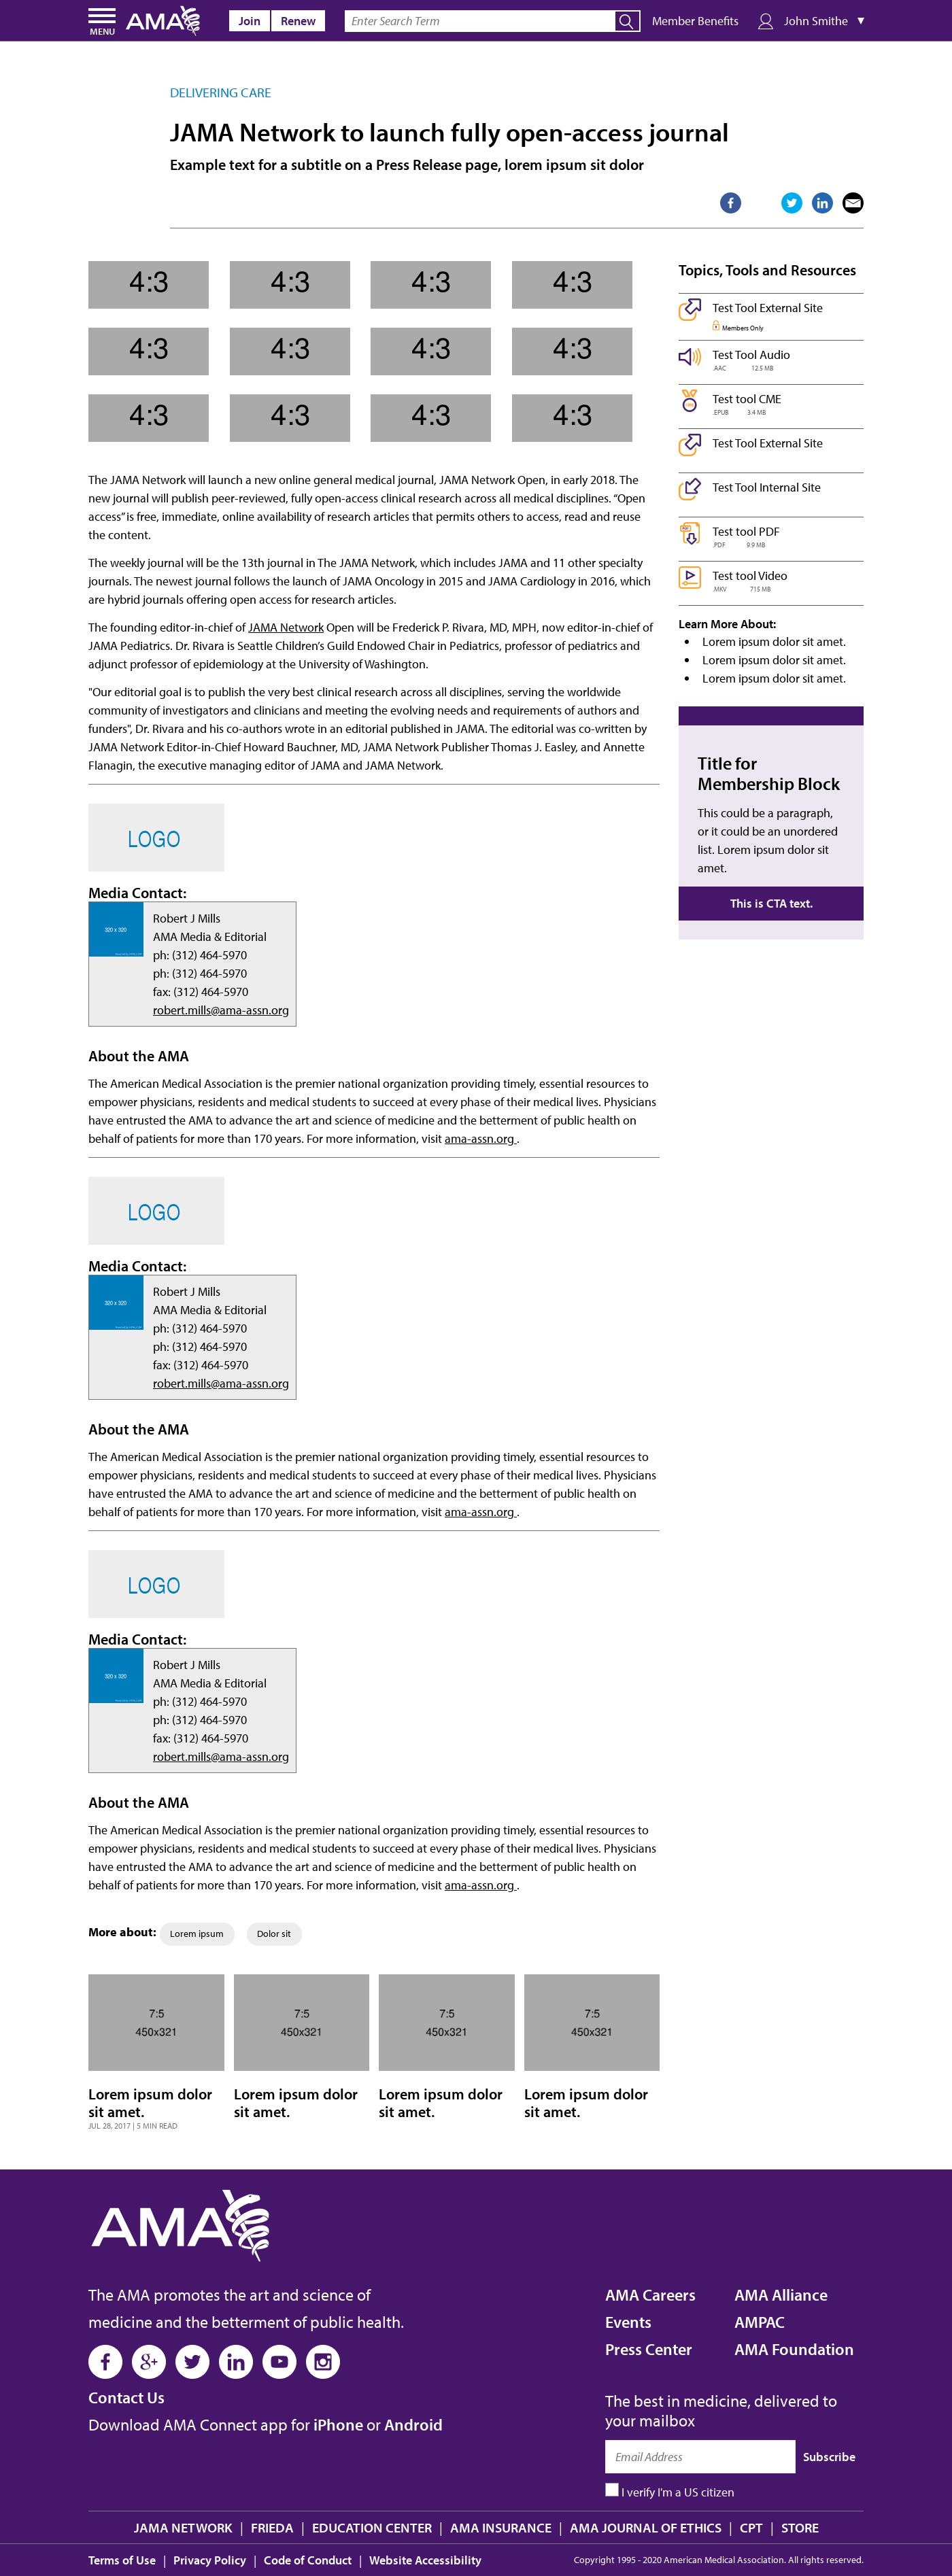 MENU
AMA
Join
Renew
Enter Search Term
Member Benefits
John Smithe ▼
DELIVERING CARE
JAMA Network to launch fully open-access journal
Example text for a subtitle on a Press Release page, lorem ipsum sit dolor
4:3 4:3 4:3 4:3
4:3 4:3 4:3 4:3
4:3 4:3 4:3 4:3
The JAMA Network will launch a new online general medical journal, JAMA Network Open, in early 2018. The
new journal will publish peer-reviewed, fully open-access clinical research across all medical disciplines. “Open
access” is free, immediate, online availability of research articles that permits others to access, read and reuse
the content.
The weekly journal will be the 13th journal in The JAMA Network, which includes JAMA and 11 other specialty
journals. The newest journal follows the launch of JAMA Oncology in 2015 and JAMA Cardiology in 2016, which
are hybrid journals offering open access for research articles.
The founding editor-in-chief of JAMA Network Open will be Frederick P. Rivara, MD, MPH, now editor-in-chief of
JAMA Pediatrics. Dr. Rivara is Seattle Children’s Guild Endowed Chair in Pediatrics, professor of pediatrics and
adjunct professor of epidemiology at the University of Washington.
"Our editorial goal is to publish the very best clinical research across all disciplines, serving the worldwide
community of investigators and clinicians and meeting the evolving needs and requirements of authors and
funders", Dr. Rivara and his co-authors wrote in an editorial published in JAMA. The editorial was co-written by
JAMA Network Editor-in-Chief Howard Bauchner, MD, JAMA Network Publisher Thomas J. Easley, and Annette
Flanagin, the executive managing editor of JAMA and JAMA Network.
LOGO
Media Contact:
320 x 320
Robert J Mills
AMA Media & Editorial
ph: (312) 464-5970
ph: (312) 464-5970
fax: (312) 464-5970
robert.mills@ama-assn.org
About the AMA
The American Medical Association is the premier national organization providing timely, essential resources to
empower physicians, residents and medical students to succeed at every phase of their medical lives. Physicians
have entrusted the AMA to advance the art and science of medicine and the betterment of public health on
behalf of patients for more than 170 years. For more information, visit ama-assn.org .
LOGO
Media Contact:
320 x 320
Robert J Mills
AMA Media & Editorial
ph: (312) 464-5970
ph: (312) 464-5970
fax: (312) 464-5970
robert.mills@ama-assn.org
About the AMA
The American Medical Association is the premier national organization providing timely, essential resources to
empower physicians, residents and medical students to succeed at every phase of their medical lives. Physicians
have entrusted the AMA to advance the art and science of medicine and the betterment of public health on
behalf of patients for more than 170 years. For more information, visit ama-assn.org .
LOGO
Media Contact:
320 x 320
Robert J Mills
AMA Media & Editorial
ph: (312) 464-5970
ph: (312) 464-5970
fax: (312) 464-5970
robert.mills@ama-assn.org
About the AMA
The American Medical Association is the premier national organization providing timely, essential resources to
empower physicians, residents and medical students to succeed at every phase of their medical lives. Physicians
have entrusted the AMA to advance the art and science of medicine and the betterment of public health on
behalf of patients for more than 170 years. For more information, visit ama-assn.org .
More about: Lorem ipsum Dolor sit
7:5
450x321
Lorem ipsum dolor
sit amet.
JUL 28, 2017 | 5 MIN READ
7:5
450x321
Lorem ipsum dolor
sit amet.
7:5
450x321
Lorem ipsum dolor
sit amet.
7:5
450x321
Lorem ipsum dolor
sit amet.
Topics, Tools and Resources
Test Tool External Site
Members Only
Test Tool Audio
.AAC 12.5 MB
Test tool CME
.EPUB 3.4 MB
Test Tool External Site
Test Tool Internal Site
Test tool PDF
.PDF 9.9 MB
Test tool Video
.MKV 715 MB
Learn More About:
• Lorem ipsum dolor sit amet.
• Lorem ipsum dolor sit amet.
• Lorem ipsum dolor sit amet.
Title for
Membership Block
This could be a paragraph,
or it could be an unordered
list. Lorem ipsum dolor sit
amet.
This is CTA text.
AMA
The AMA promotes the art and science of
medicine and the betterment of public health.
Contact Us
Download AMA Connect app for iPhone or Android
AMA Careers
Events
Press Center
AMA Alliance
AMPAC
AMA Foundation
The best in medicine, delivered to
your mailbox
Email Address
Subscribe
I verify I'm a US citizen
JAMA NETWORK | FRIEDA | EDUCATION CENTER | AMA INSURANCE | AMA JOURNAL OF ETHICS | CPT | STORE
Terms of Use | Privacy Policy | Code of Conduct | Website Accessibility
Copyright 1995 - 2020 American Medical Association. All rights reserved.